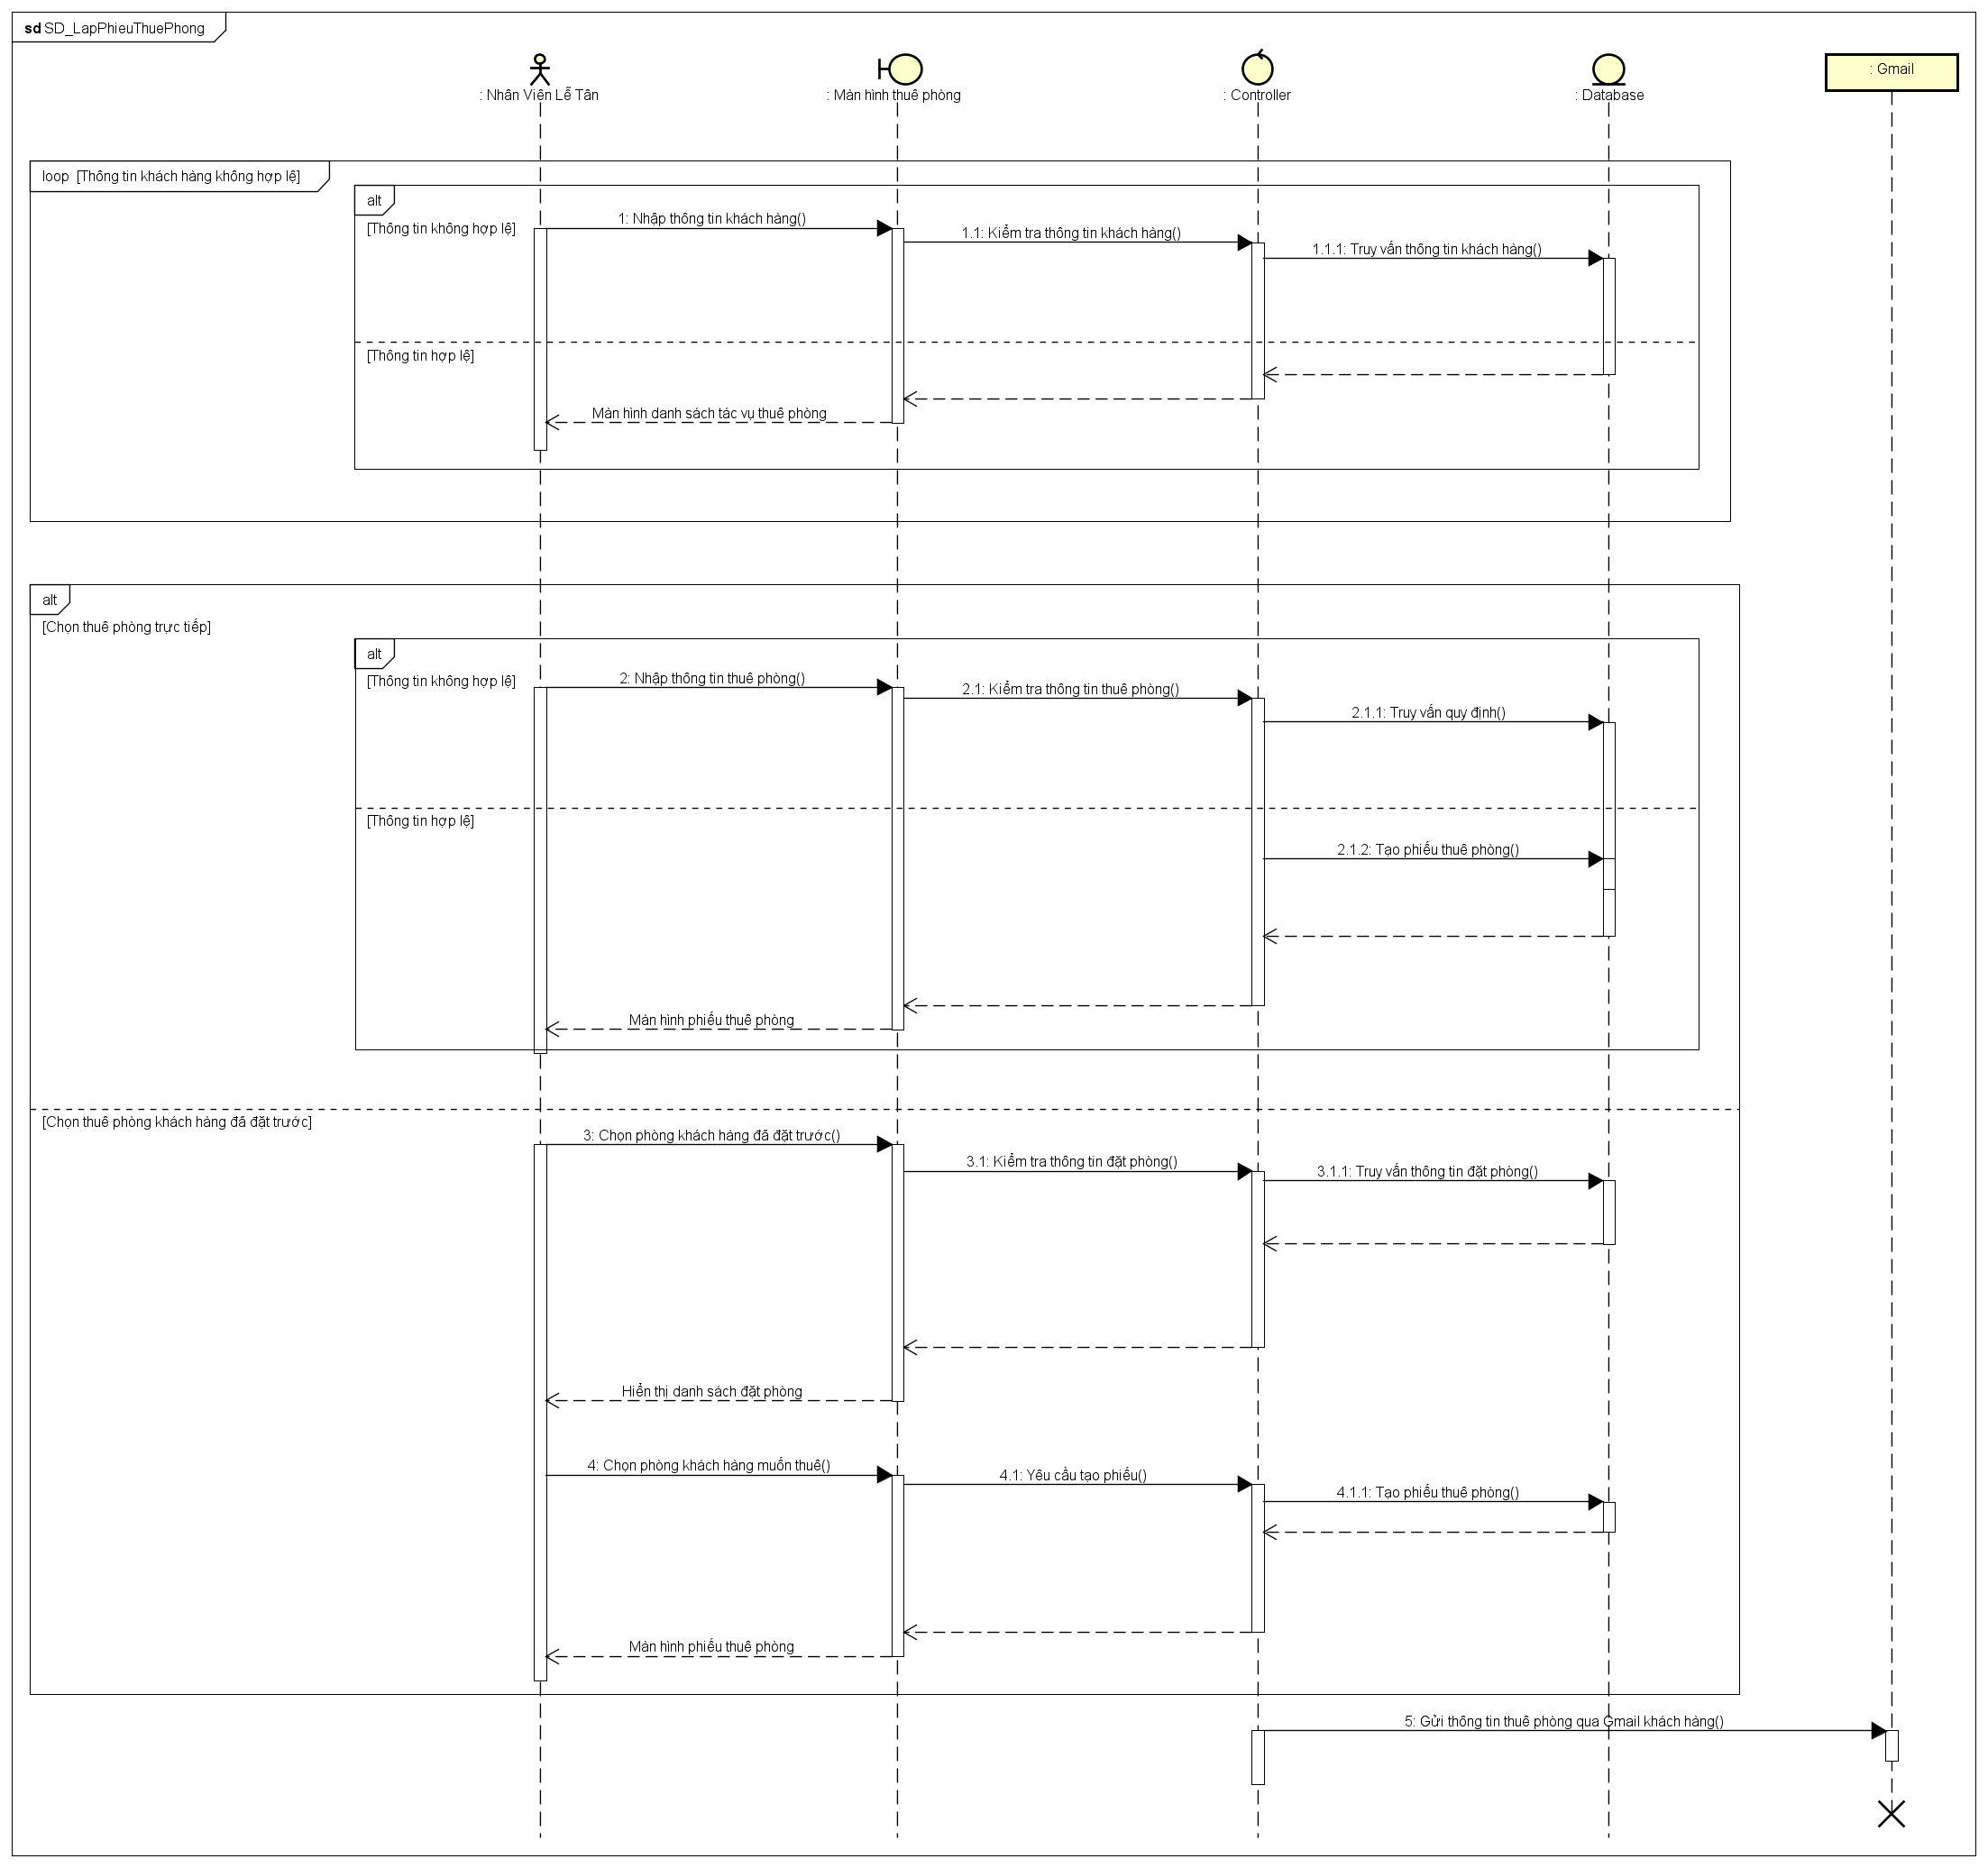 sd SD_LapPhieuThuePhong
: Nhân Viên Lễ Tân
: Màn hình thuê phòng
: Controller
: Database
: Gmail
loop [Thông tin khách hàng không hợp lệ]
alt
[Thông tin không hợp lệ]
1: Nhập thông tin khách hàng()
1.1: Kiểm tra thông tin khách hàng()
1.1.1: Truy vấn thông tin khách hàng()
[Thông tin hợp lệ]
Màn hình danh sách tác vụ thuê phòng
alt
[Chọn thuê phòng trực tiếp]
alt
[Thông tin không hợp lệ]
2: Nhập thông tin thuê phòng()
2.1: Kiểm tra thông tin thuê phòng()
2.1.1: Truy vấn quy định()
[Thông tin hợp lệ]
2.1.2: Tạo phiếu thuê phòng()
Màn hình phiếu thuê phòng
[Chọn thuê phòng khách hàng đã đặt trước]
3: Chọn phòng khách hàng đã đặt trước()
3.1: Kiểm tra thông tin đặt phòng()
3.1.1: Truy vấn thông tin đặt phòng()
Hiển thị danh sách đặt phòng
4: Chọn phòng khách hàng muốn thuê()
4.1: Yêu cầu tạo phiếu()
4.1.1: Tạo phiếu thuê phòng()
Màn hình phiếu thuê phòng
5: Gửi thông tin thuê phòng qua Gmail khách hàng()